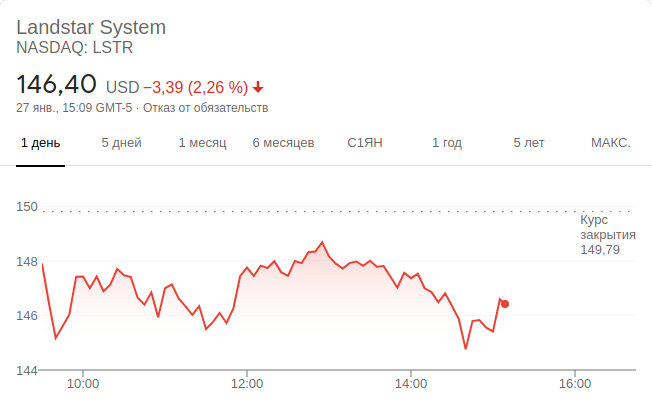 Landstar System
NASDAQ: LSTR
146,40 USD −3,39 (2,26 %)
27 янв., 15:09 GMT-5 · Отказ от обязательств
1 день 5 дней 1 месяц 6 месяцев С1ЯН 1 год 5 лет МАКС.
150
Курс
закрытия
149,79
148
146
144
10:00 12:00 14:00 16:00